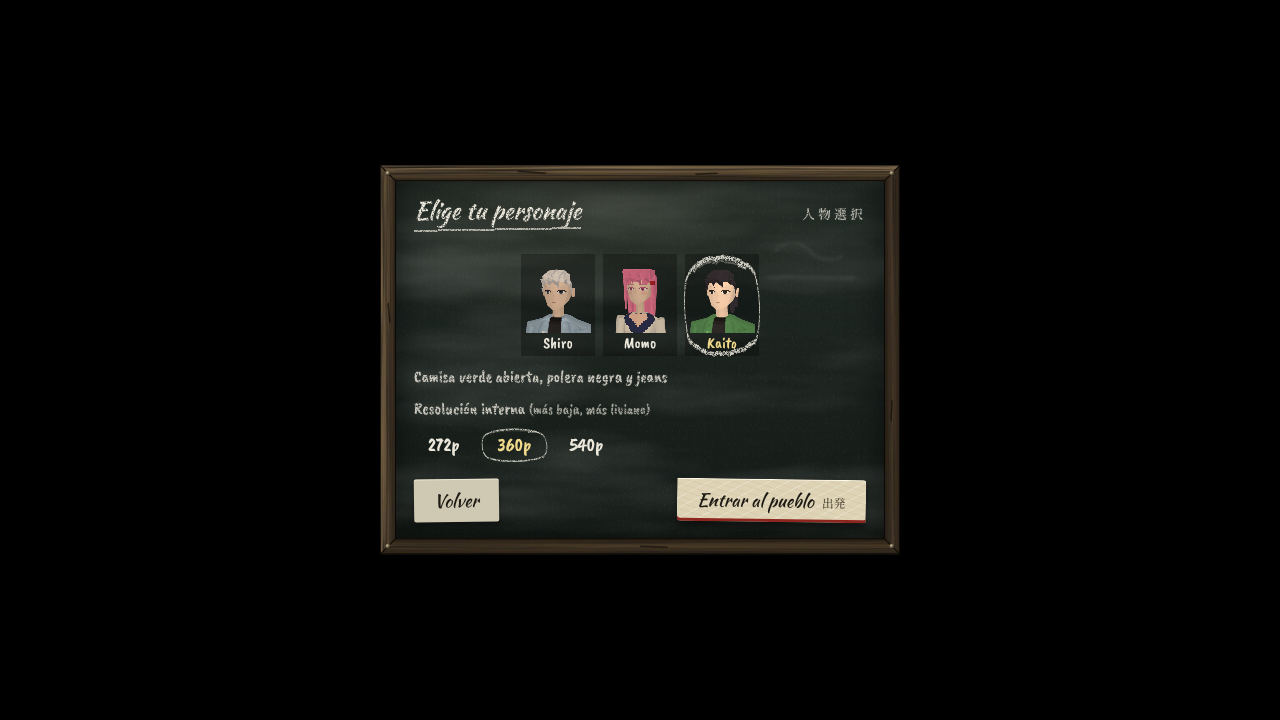 Elige tu personaje
人物選択
Shiro
Momo
Kaito
Camisa verde abierta, polera negra y jeans
Resolución interna (más baja, más liviana)
272p
360p
540p
Volver
Entrar al pueblo 出発